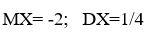 MX= -2;   DX=1/4